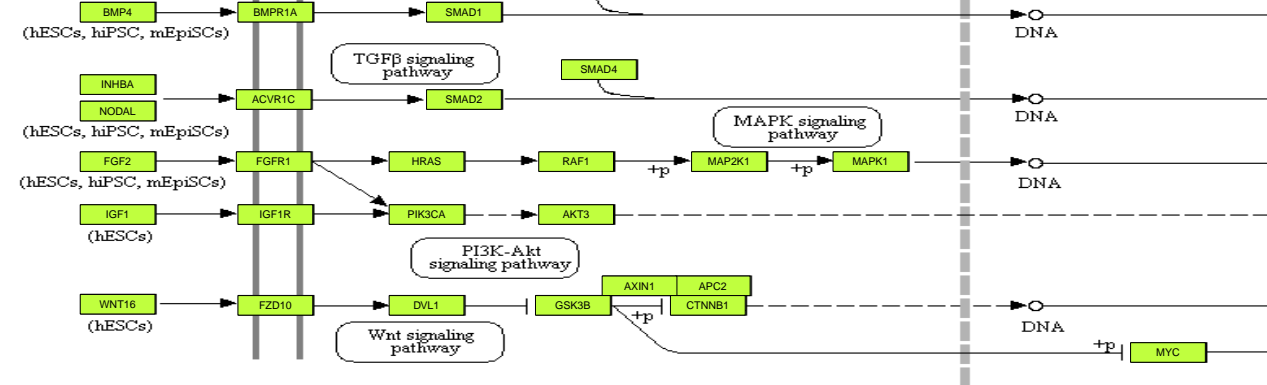 BMP4 BMPR1A SMAD1
(hESCs, hiPSC, mEpiSCs) DNA
TGFβ signaling
pathway
SMAD4
INHBA
ACVR1C SMAD2
NODAL
DNA
(hESCs, hiPSC, mEpiSCs)
MAPK signaling
pathway
FGF2 FGFR1 HRAS RAF1 +p MAP2K1 +p MAPK1
(hESCs, hiPSC, mEpiSCs) DNA
IGF1 IGF1R PIK3CA AKT3
(hESCs)
PI3K-Akt
signaling pathway
AXIN1 APC2
WNT16 FZD10 DVL1 GSK3B CTNNB1
+p
(hESCs) DNA
Wnt signaling
pathway
+p MYC